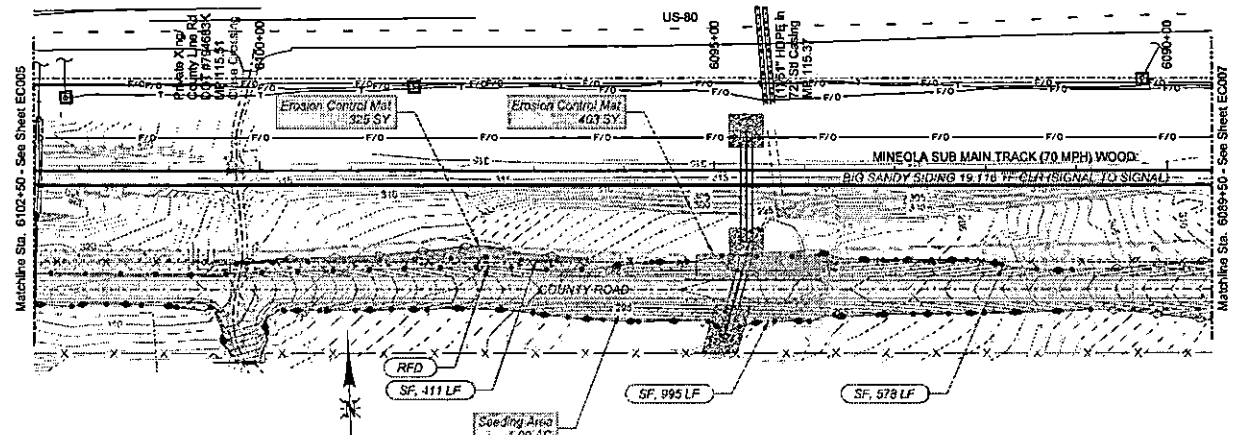 US-80
Matchline Sta. 6102+50 - See Sheet EC005
Private Xing
County Line Rd
DOT #794683K
MP 115.51
6100+00
6095+00
72" Stl Casing
MP 115.37
6090+00
Matchline Sta. 6089+50 - See Sheet EC007
Erosion Control Mat
325 SY
Erosion Control Mat
403 SY
F/O F/O F/O F/O F/O F/O F/O F/O
MINEOLA SUB MAIN TRACK (70 MPH) WOOD
BIG SANDY SIDING 19,116 TF CLR (SIGNAL TO SIGNAL)
315
310
COUNTY ROAD
310
RFD
SF, 411 LF
SF, 995 LF
SF, 578 LF
Seeding Area